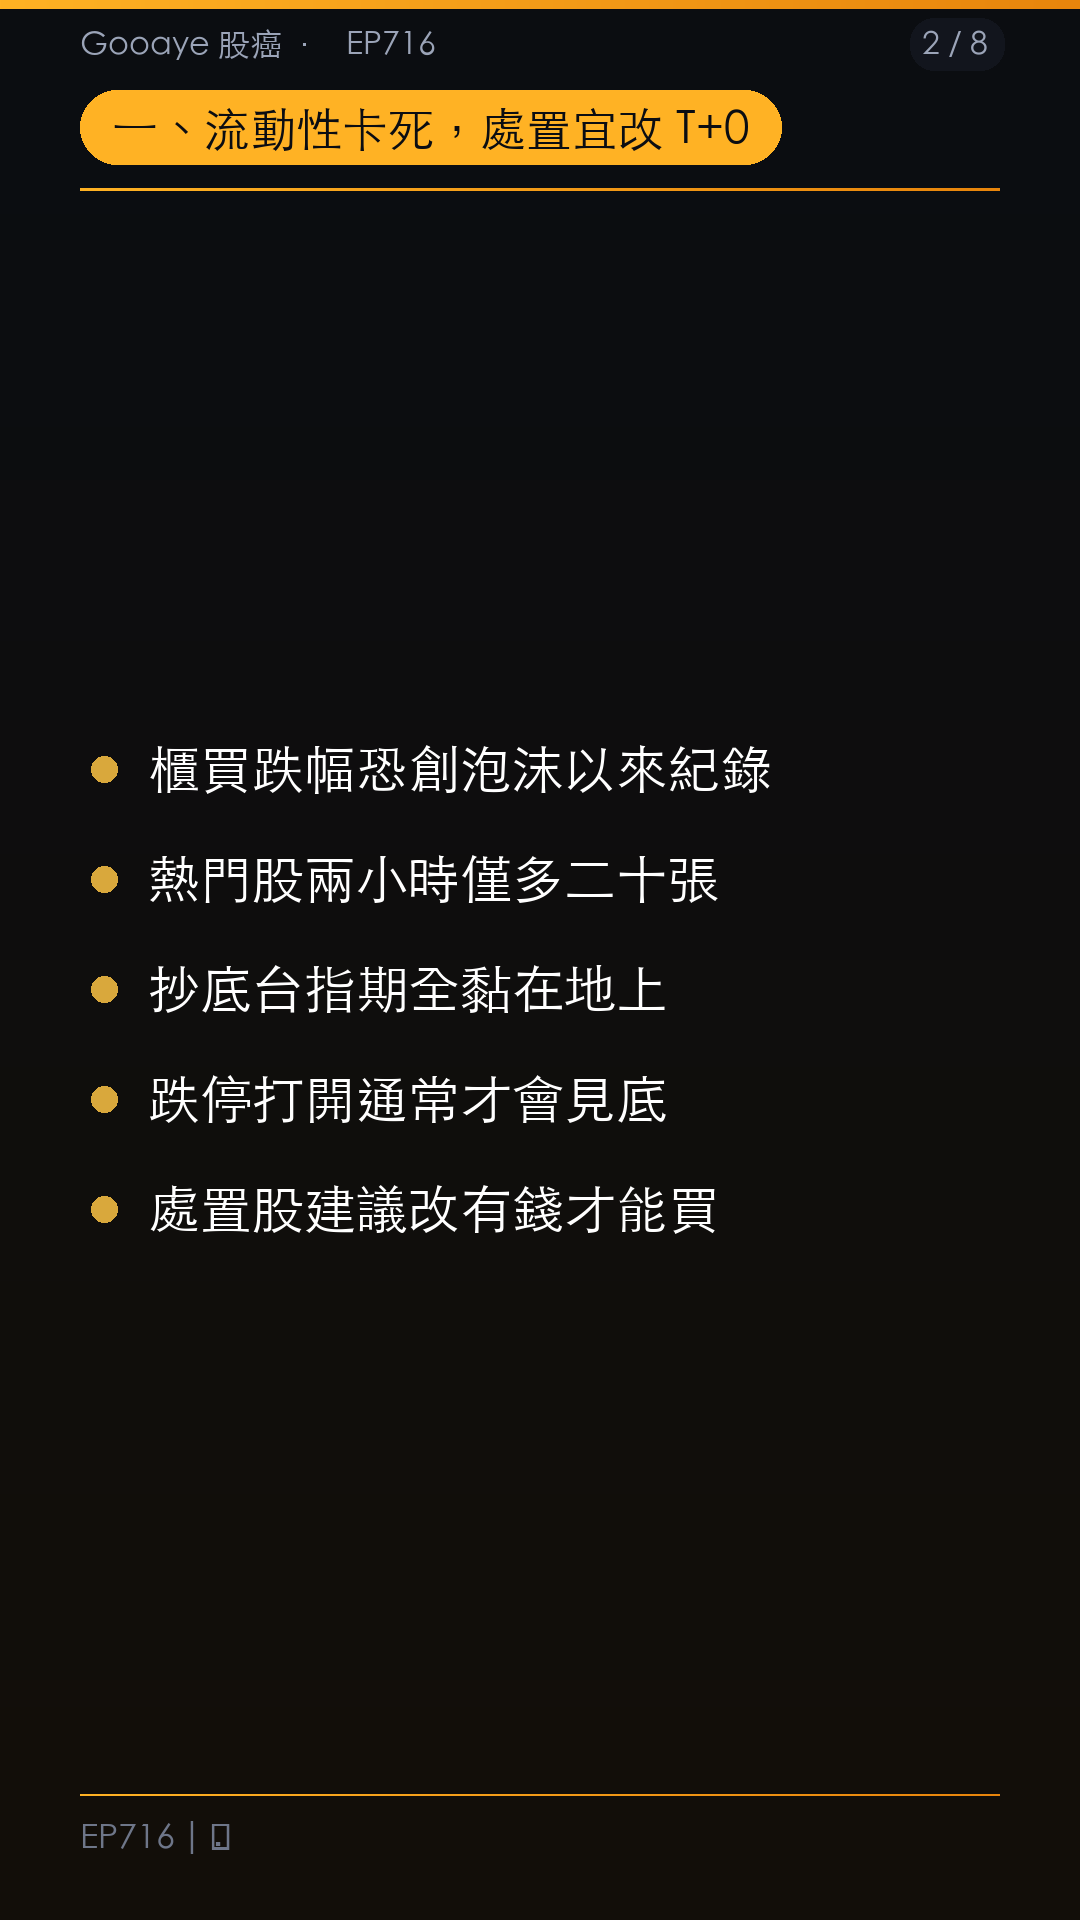 Gooaye 股癌 · EP716
2 / 8
一、流動性卡死，處置宜改 T+0
櫃買跌幅恐創泡沫以來紀錄
熱門股兩小時僅多二十張
抄底台指期全黏在地上
跌停打開通常才會見底
處置股建議改有錢才能買
EP716 |